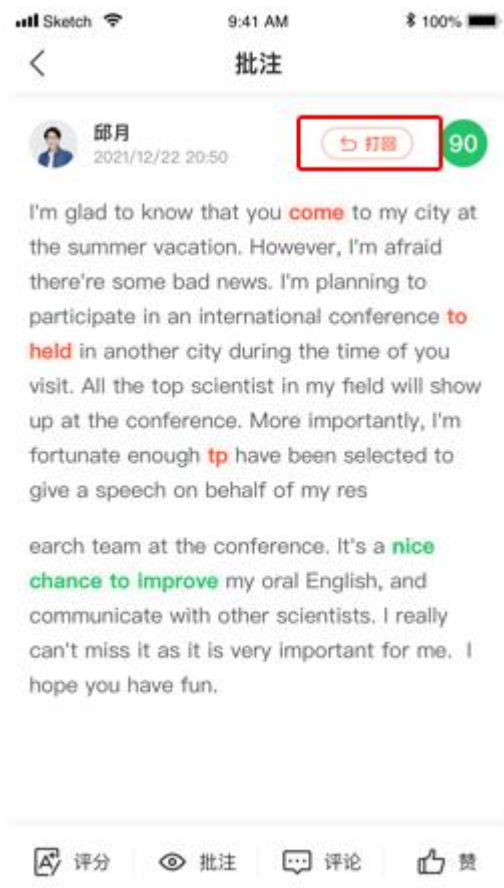 Sketch 9:41 AM 100%
批注
邱月
2021/12/22 20:50
打回
90
I'm glad to know that you come to my city at
the summer vacation. However, I'm afraid
there're some bad news. I'm planning to
participate in an international conference to
held in another city during the time of you
visit. All the top scientist in my field will show
up at the conference. More importantly, I'm
fortunate enough tp have been selected to
give a speech on behalf of my res
earch team at the conference. It's a nice
chance to improve my oral English, and
communicate with other scientists. I really
can't miss it as it is very important for me. I
hope you have fun.
评分 批注 评论 赞